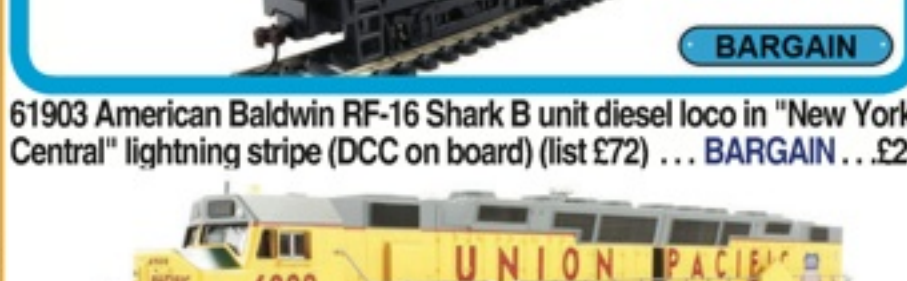 BARGAIN
61903 American Baldwin RF-16 Shark B unit diesel loco in "New York
Central" lightning stripe (DCC on board) (list £72) ... BARGAIN ...£2
UNION PACIFIC